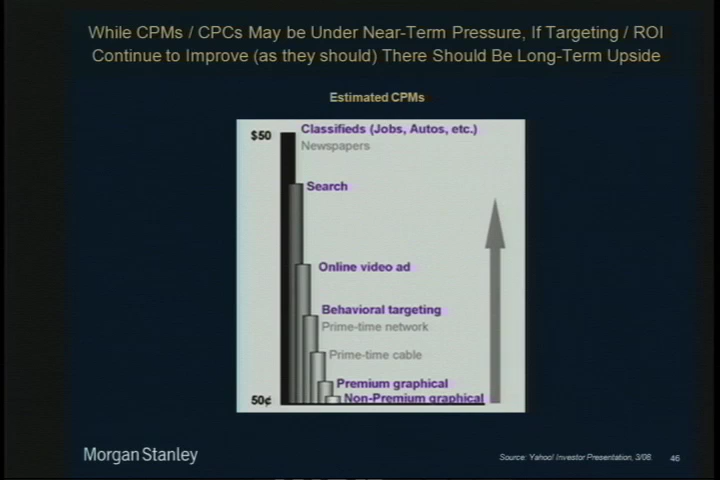 While CPMs / CPCs May be Under Near-Term Pressure, If Targeting / ROI
Continue to Improve (as they should) There Should Be Long-Term Upside
Estimated CPMs
$50
Classifieds (Jobs, Autos, etc.)
Newspapers
Search
Online video ad
Behavioral targeting
Prime-time network
Prime-time cable
Premium graphical
50¢
Non-Premium graphical
Morgan Stanley
Source: Yahoo! Investor Presentation, 3/08.
46